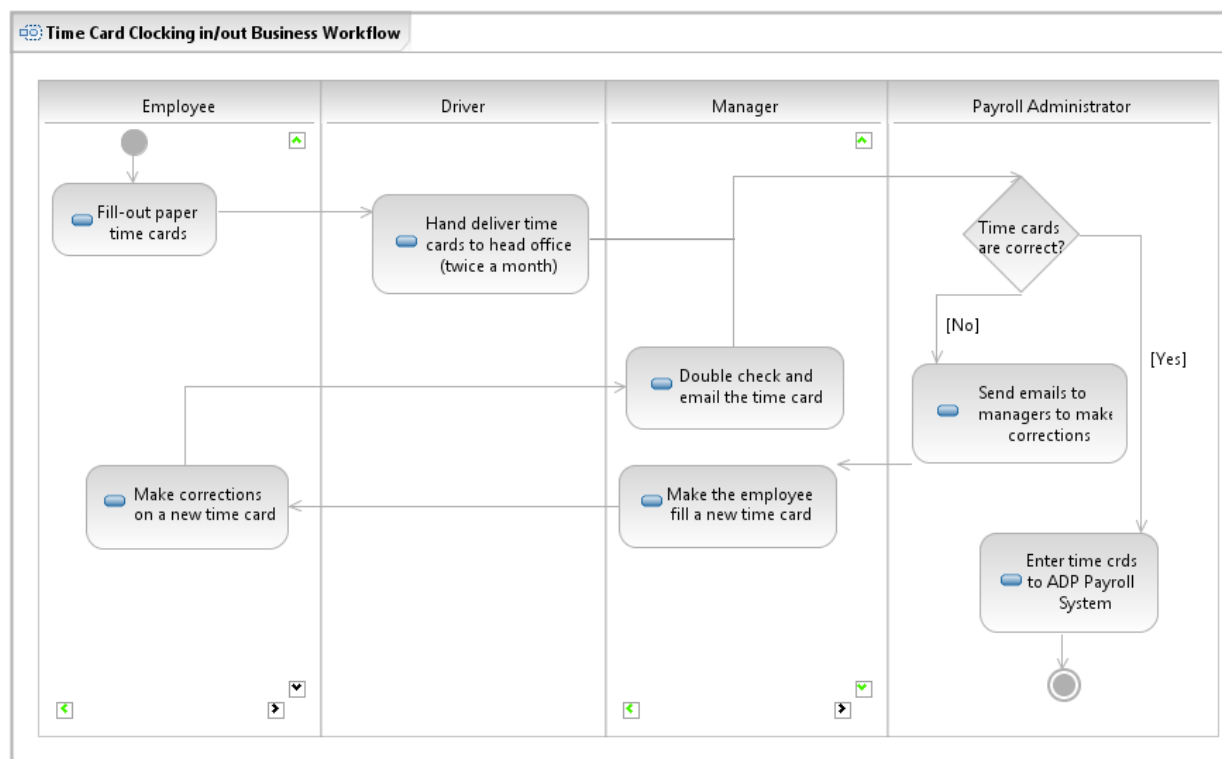 Time Card Clocking in/out Business Workflow
Employee
Driver
Manager
Payroll Administrator
Fill-out paper
time cards
Hand deliver time
cards to head office
(twice a month)
Time cards
are correct?
[No]
[Yes]
Double check and
email the time card
Send emails to
managers to make
corrections
Make corrections
on a new time card
Make the employee
fill a new time card
Enter time crds
to ADP Payroll
System